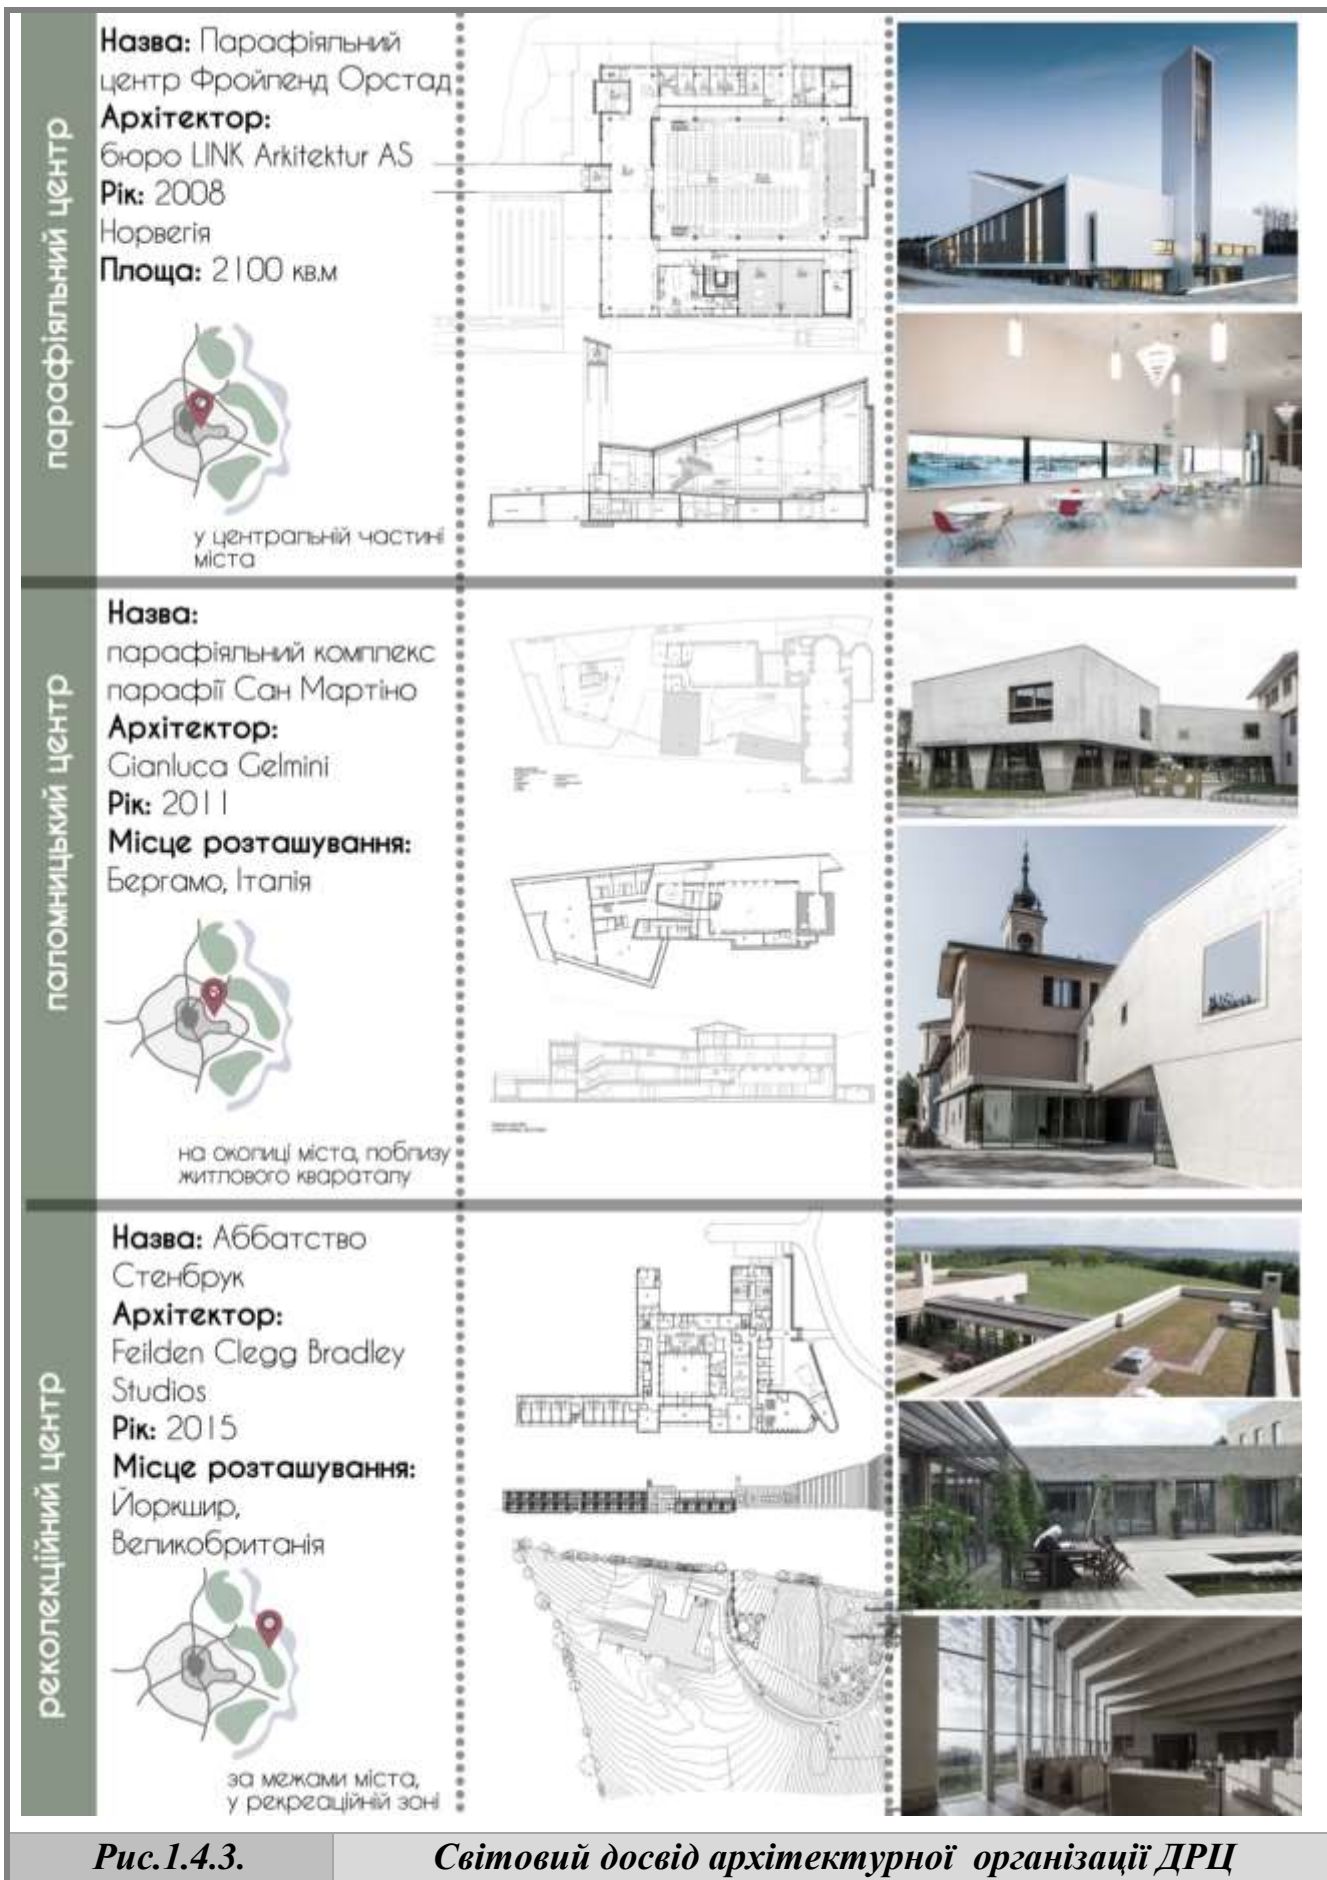 парафіяльний центр
Назва: Парафіяльний
центр Фройленд Орстад
Архітектор:
бюро LINK Arkitektur AS
Рік: 2008
Норвегія
Площа: 2100 кв.м
у центральній частині
міста
паломницький центр
Назва:
парафіяльний комплекс
парафії Сан Мартіно
Архітектор:
Gianluca Gelmini
Рік: 2011
Місце розташування:
Бергамо, Італія
на околиці міста, поблизу
житлового квараталу
реколекційний центр
Назва: Аббатство
Стенбрук
Архітектор:
Feilden Clegg Bradley
Studios
Рік: 2015
Місце розташування:
Йоркшир,
Великобританія
за межами міста,
у рекреаційній зоні
Рис.1.4.3.
Світовий досвід архітектурної організації ДРЦ